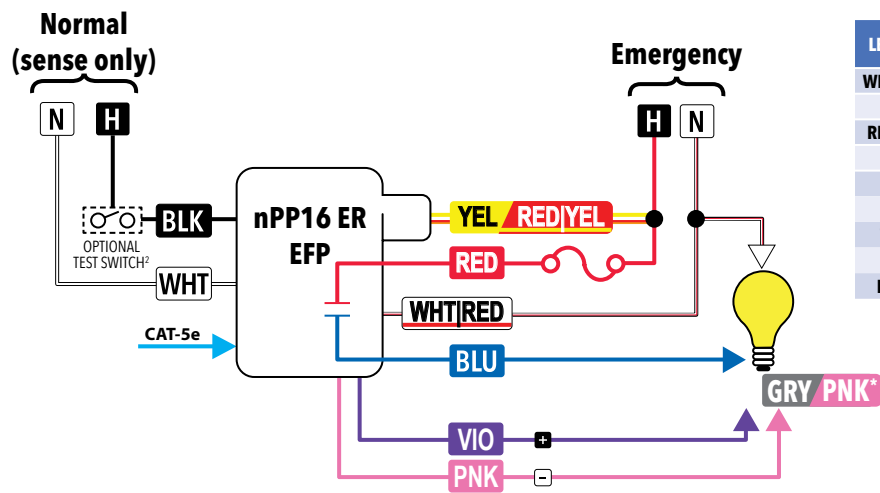 Normal
(sense only)
N H
BLK
OPTIONAL
TEST SWITCH2
WHT
CAT-5e
nPP16 ER
EFP
Emergency
H N
YEL RED|YEL
RED
WHT|RED
BLU
GRY PNK*
VIO +
PNK -